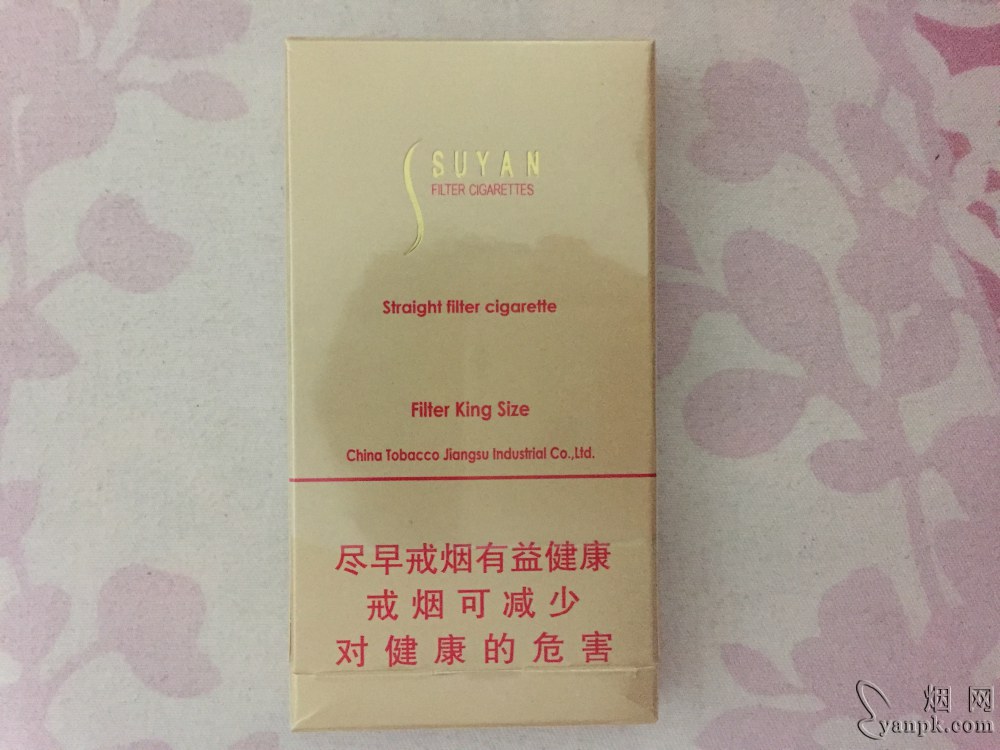 SUYAN
FILTER CIGARETTES
Straight filter cigarette
Filter King Size
China Tobacco Jiangsu Industrial Co.,Ltd.
尽早戒烟有益健康
戒烟可减少
对健康的危害
烟网
yanpk.com